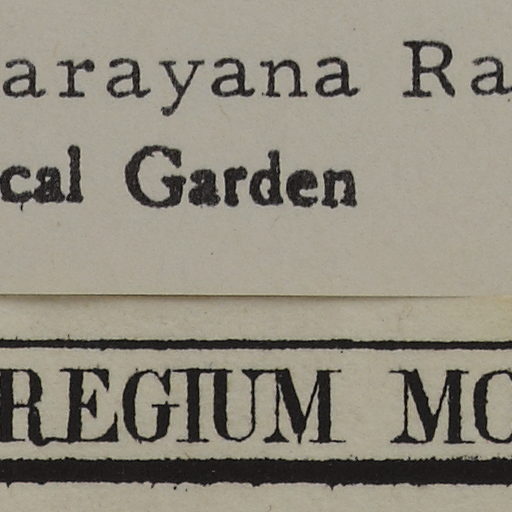 arayana Ra
cal Garden
REGIUM MO